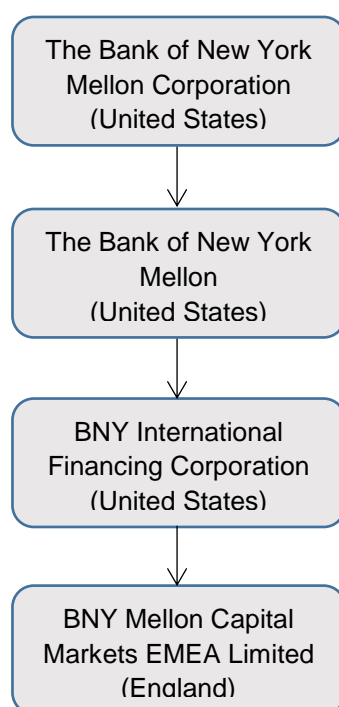 The Bank of New York
Mellon Corporation
(United States)
The Bank of New York
Mellon
(United States)
BNY International
Financing Corporation
(United States)
BNY Mellon Capital
Markets EMEA Limited
(England)